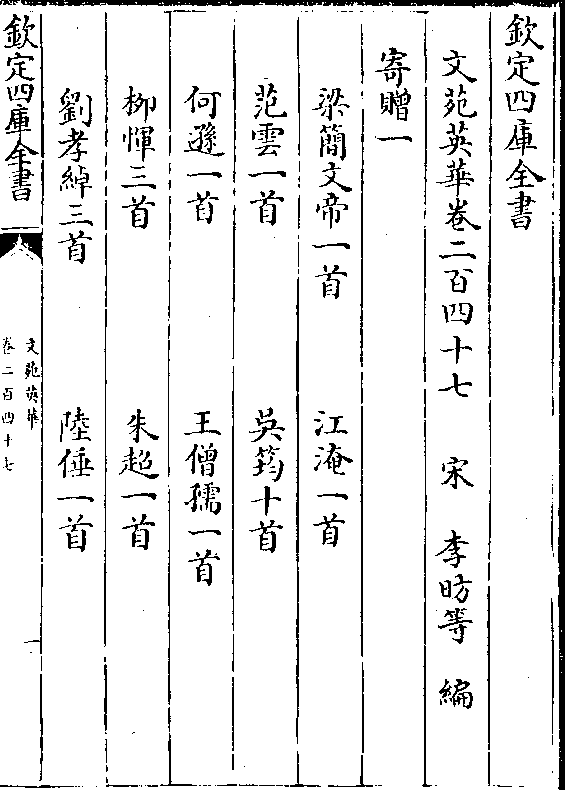 欽定四庫全書
文苑英華卷二百四十七　宋　李昉等　編
寄贈一
梁簡文帝一首　江淹一首
范雲一首　吳筠十首
何遜一首　王僧孺一首
柳惲三首　朱超一首
劉孝綽三首　陸倕一首
欽定四庫全書
文苑英華
卷二百四十七
一